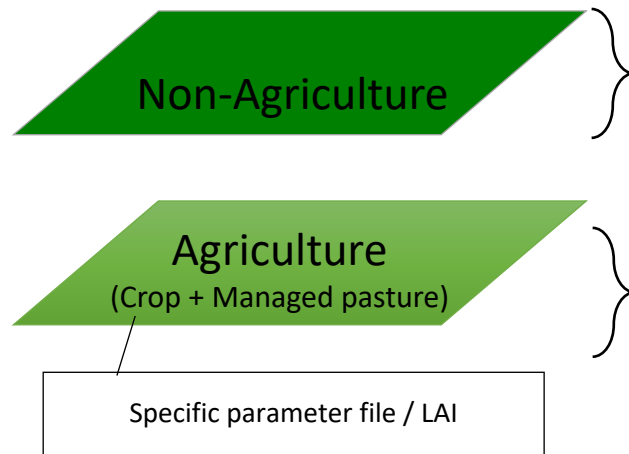 Non-Agriculture
Agriculture
(Crop + Managed pasture)
Specific parameter file / LAI